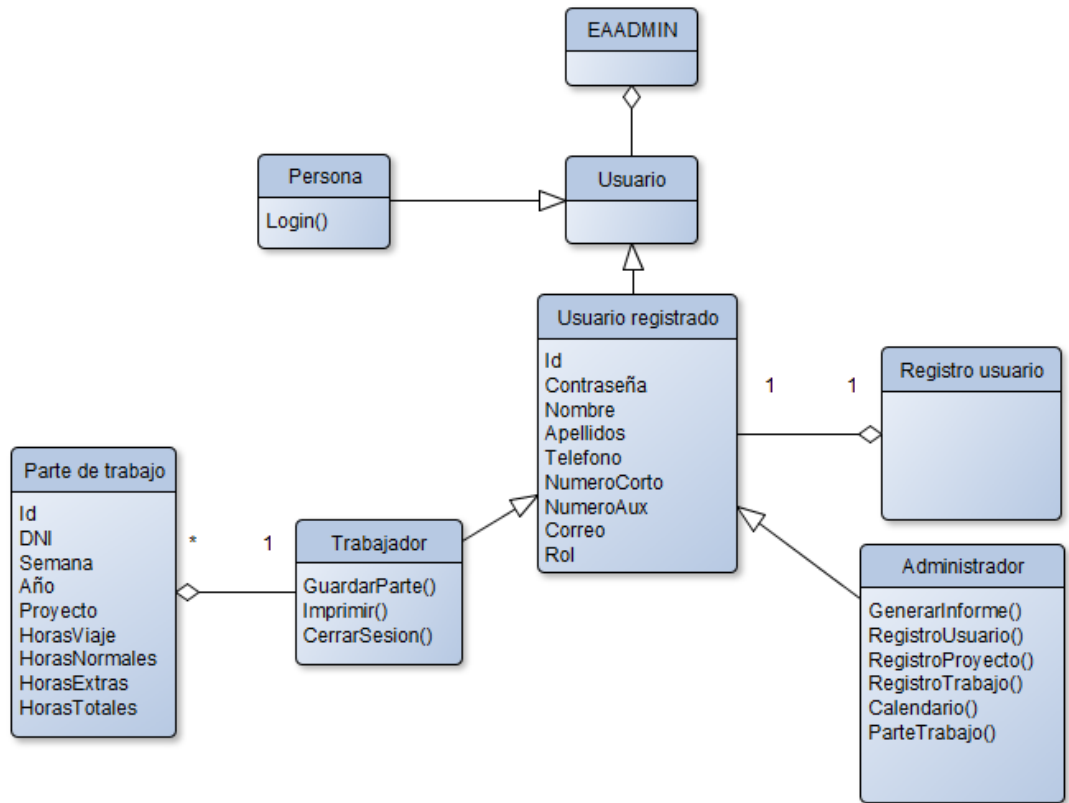 EAADMIN
Persona
Login()
Usuario
Usuario registrado
Id
Contraseña
Nombre
Apellidos
Telefono
NumeroCorto
NumeroAux
Correo
Rol
1
1
Registro usuario
Parte de trabajo
Id
DNI
Semana
Año
Proyecto
HorasViaje
HorasNormales
HorasExtras
HorasTotales
*
1
Trabajador
GuardarParte()
Imprimir()
CerrarSesion()
Administrador
GenerarInforme()
RegistroUsuario()
RegistroProyecto()
RegistroTrabajo()
Calendario()
ParteTrabajo()